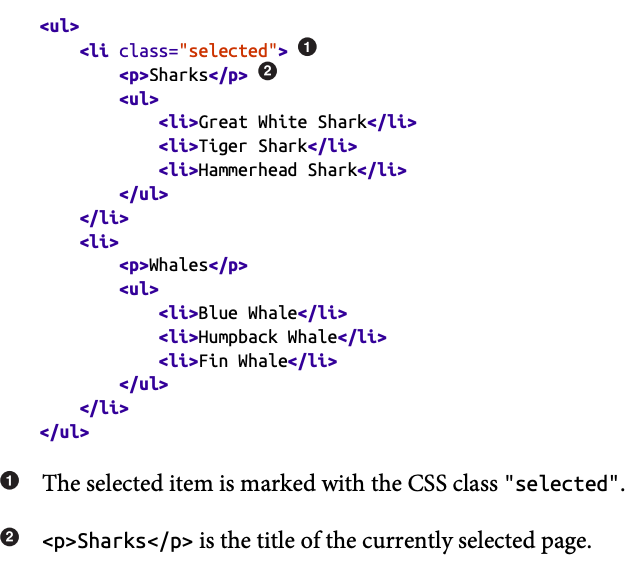 <ul>
    <li class="selected"> ❶
        <p>Sharks</p> ❷
        <ul>
            <li>Great White Shark</li>
            <li>Tiger Shark</li>
            <li>Hammerhead Shark</li>
        </ul>
    </li>
    <li>
        <p>Whales</p>
        <ul>
            <li>Blue Whale</li>
            <li>Humpback Whale</li>
            <li>Fin Whale</li>
        </ul>
    </li>
</ul>
❶ The selected item is marked with the CSS class "selected".
❷ <p>Sharks</p> is the title of the currently selected page.